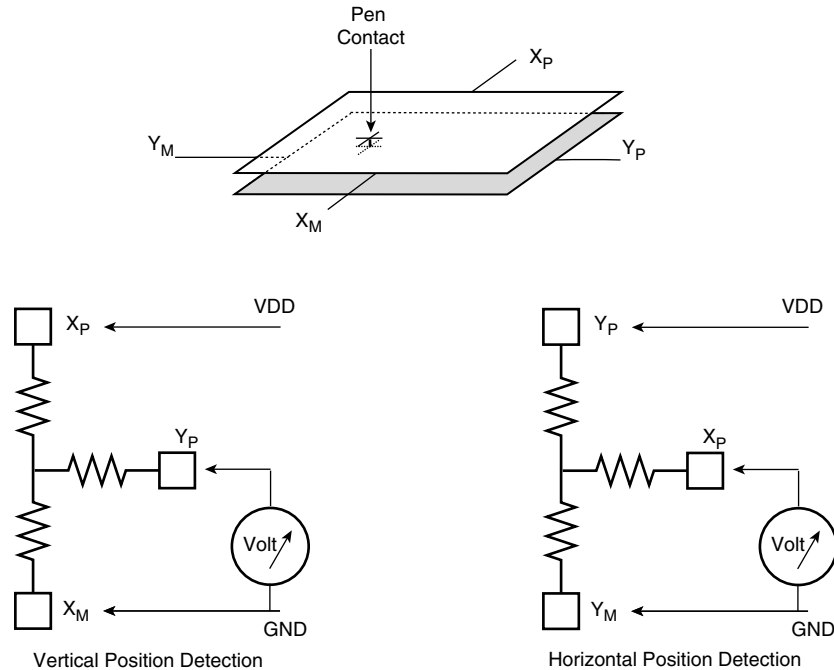 Pen
Contact
X_P
Y_M
Y_P
X_M
VDD
X_P
Y_P
Volt
X_M
GND
Vertical Position Detection
VDD
Y_P
X_P
Volt
Y_M
GND
Horizontal Position Detection